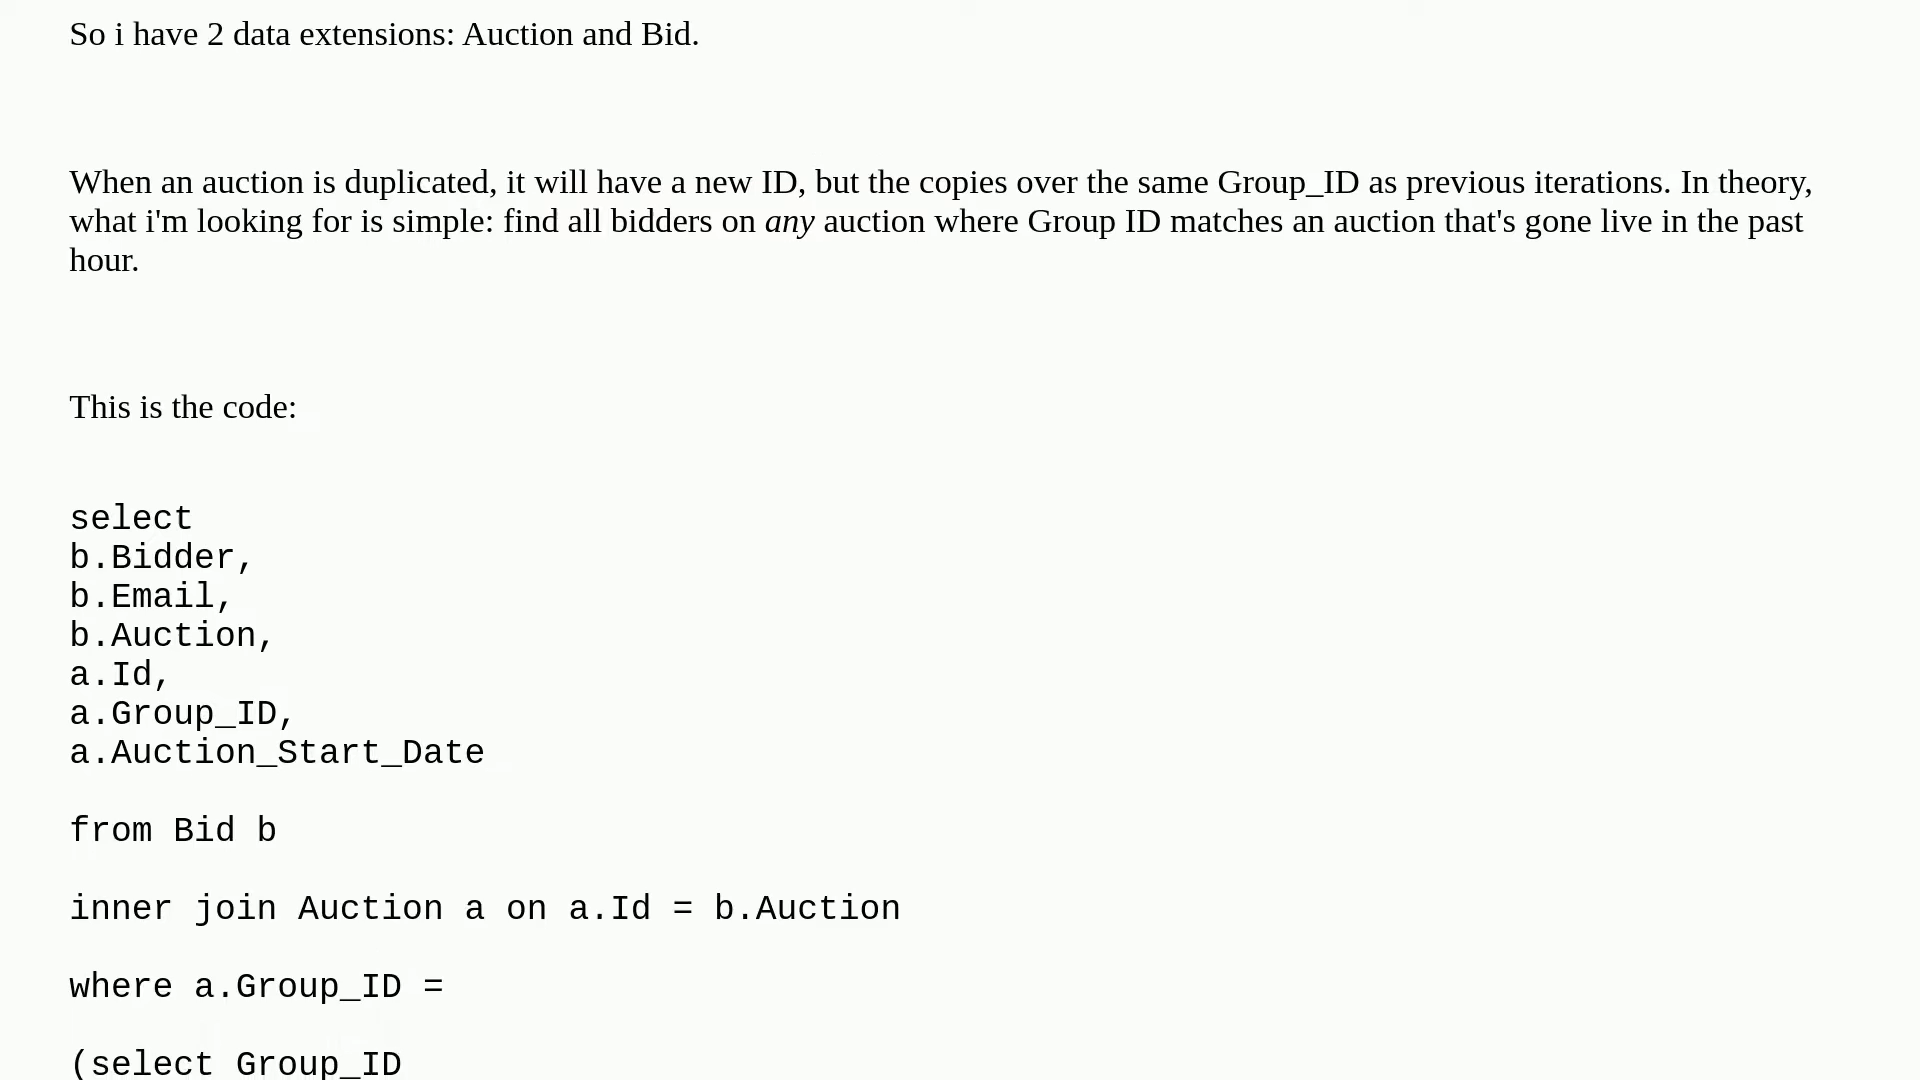 So i have 2 data extensions: Auction and Bid.
When an auction is duplicated, it will have a new ID, but the copies over the same Group_ID as previous iterations. In theory,
what i'm looking for is simple: find all bidders on any auction where Group ID matches an auction that's gone live in the past
hour.
This is the code:
select
b.Bidder,
b.Email,
b.Auction,
a.Id,
a.Group_ID,
a.Auction_Start_Date
from Bid b
inner join Auction a on a.Id = b.Auction
where a.Group_ID =
(select Group_ID